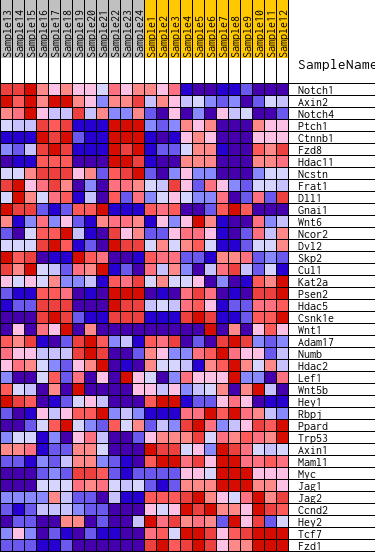 Sample13
Sample14
Sample15
Sample16
Sample17
Sample18
Sample19
Sample20
Sample21
Sample22
Sample23
Sample24
Sample1
Sample2
Sample3
Sample4
Sample5
Sample6
Sample7
Sample8
Sample9
Sample10
Sample11
Sample12
SampleName
Notch1
Axin2
Notch4
Ptch1
Ctnnb1
Fzd8
Hdac11
Ncstn
Frat1
Dll1
Gnai1
Wnt6
Ncor2
Dvl2
Skp2
Cul1
Kat2a
Psen2
Hdac5
Csnk1e
Wnt1
Adam17
Numb
Hdac2
Lef1
Wnt5b
Hey1
Rbpj
Ppard
Trp53
Axin1
Maml1
Myc
Jag1
Jag2
Ccnd2
Hey2
Tcf7
Fzd1